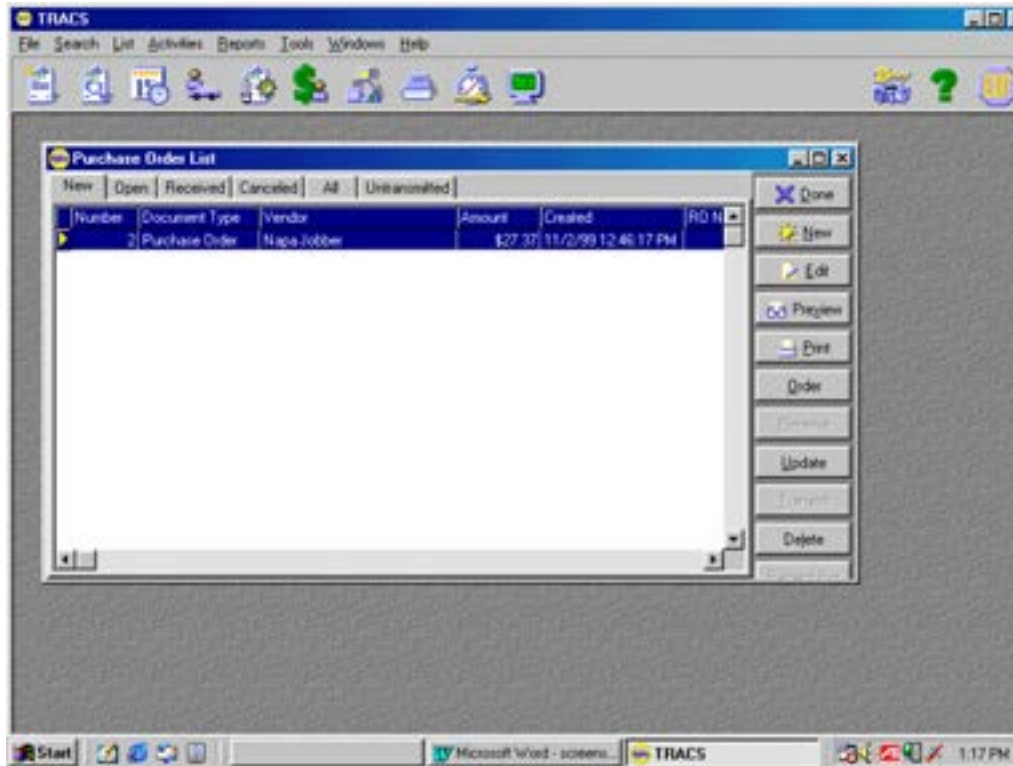 TRACS
File Search List Activities Reports Tools Windows Help
Purchase Order List
New Open Received Canceled All Untransmitted
Number Document Type Vendor Amount Created RO N
2 Purchase Order Napa Jobber $27.37 11/2/99 12:46:17 PM
Done
New
Edit
Preview
Print
Order
Update
Delete
Start Microsoft Word - screens... TRACS 1:17 PM